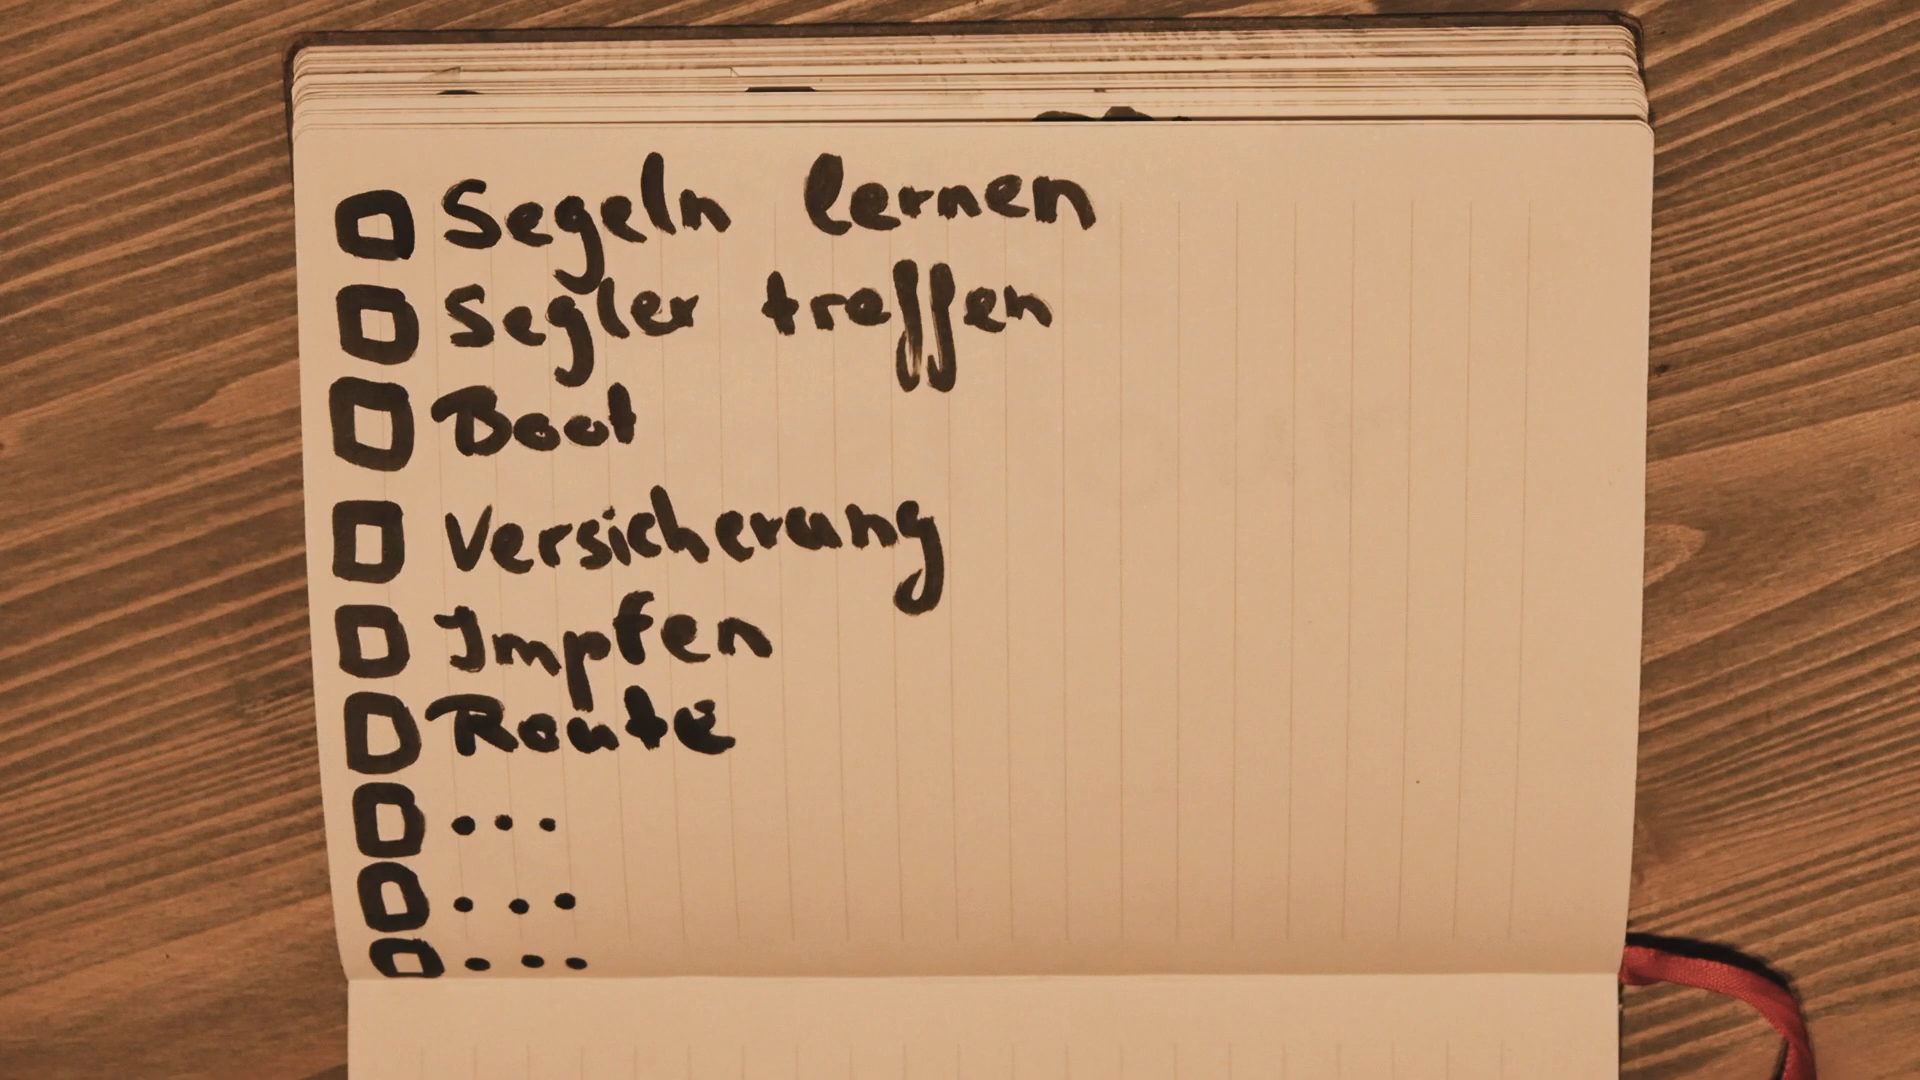 Segeln lernen
Segler treffen
Boot
Versicherung
Impfen
Route
...
...
...